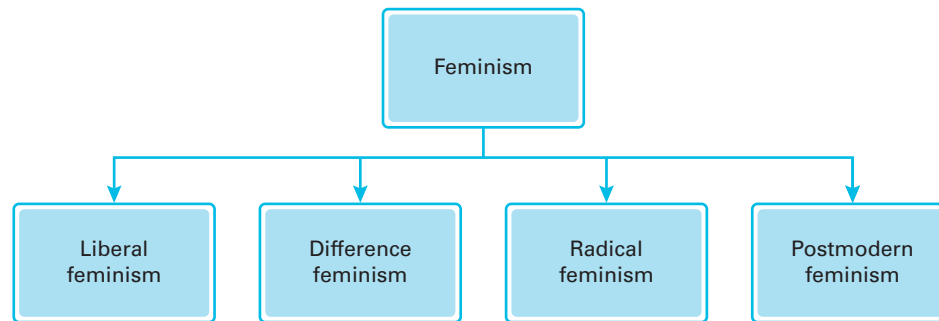 Feminism
Liberal
feminism
Difference
feminism
Radical
feminism
Postmodern
feminism